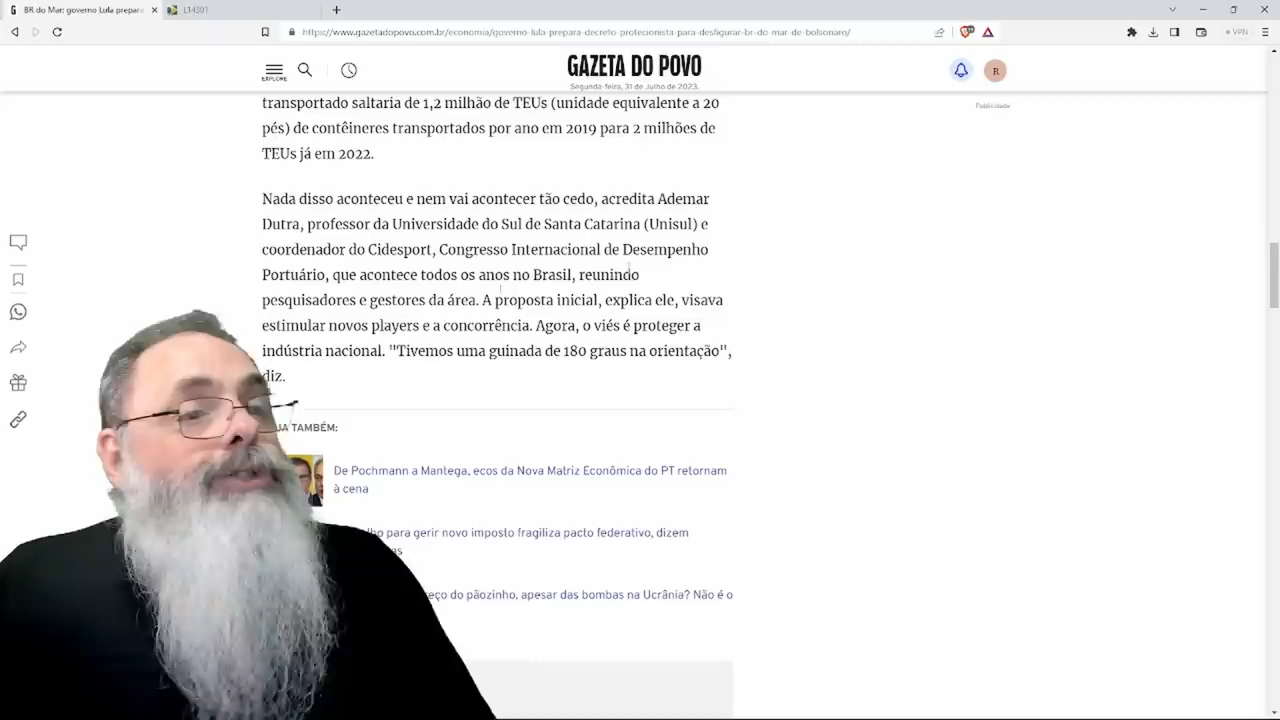 BR do Mar: governo Lula prepara
L14301
https://www.gazetadopovo.com.br/economia/governo-lula-prepara-decreto-protecionista-para-desfigurar-br-do-mar-de-bolsonaro/
VPN
EXPLORE
GAZETA DO POVO
Segunda-feira, 31 de Julho de 2023.
R
Publicidade
transportado saltaria de 1,2 milhão de TEUs (unidade equivalente a 20
pés) de contêineres transportados por ano em 2019 para 2 milhões de
TEUs já em 2022.
Nada disso aconteceu e nem vai acontecer tão cedo, acredita Ademar
Dutra, professor da Universidade do Sul de Santa Catarina (Unisul) e
coordenador do Cidesport, Congresso Internacional de Desempenho
Portuário, que acontece todos os anos no Brasil, reunindo
pesquisadores e gestores da área. A proposta inicial, explica ele, visava
estimular novos players e a concorrência. Agora, o viés é proteger a
indústria nacional. "Tivemos uma guinada de 180 graus na orientação",
diz.
JA TAMBÉM:
De Pochmann a Mantega, ecos da Nova Matriz Econômica do PT retornam
à cena
para gerir novo imposto fragiliza pacto federativo, dizem
do pãozinho, apesar das bombas na Ucrânia? Não é o